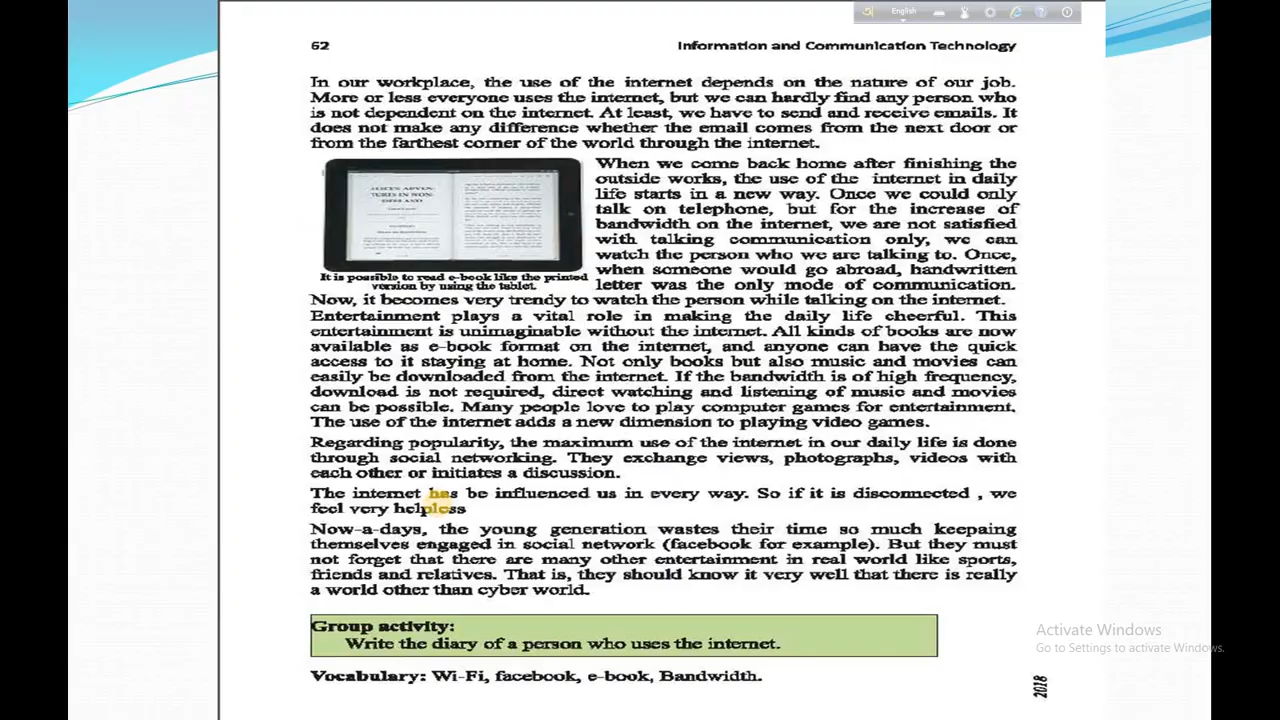 English
62
Information and Communication Technology
In our workplace, the use of the internet depends on the nature of our job.
More or less everyone uses the internet, but we can hardly find any person who
is not dependent on the internet. At least, we have to send and receive emails. It
does not make any difference whether the email comes from the next door or
from the farthest corner of the world through the internet.
ALICE'S ADVEN-
TURES IN WON-
DERLAND
It is possible to read e-book like the printed
version by using the tablet.
When we come back home after finishing the
outside works, the use of the internet in daily
life starts in a new way. Once we could only
talk on telephone, but for the increase of
bandwidth on the internet, we are not satisfied
with talking communication only, we can
watch the person who we are talking to. Once,
when someone would go abroad, handwritten
letter was the only mode of communication.
Now, it becomes very trendy to watch the person while talking on the internet.
Entertainment plays a vital role in making the daily life cheerful. This
entertainment is unimaginable without the internet. All kinds of books are now
available as e-book format on the internet, and anyone can have the quick
access to it staying at home. Not only books but also music and movies can
easily be downloaded from the internet. If the bandwidth is of high frequency,
download is not required, direct watching and listening of music and movies
can be possible. Many people love to play computer games for entertainment.
The use of the internet adds a new dimension to playing video games.
Regarding popularity, the maximum use of the internet in our daily life is done
through social networking. They exchange views, photographs, videos with
each other or initiates a discussion.
The internet has be influenced us in every way. So if it is disconnected , we
feel very helpless
Now-a-days, the young generation wastes their time so much keepaing
themselves engaged in social network (facebook for example). But they must
not forget that there are many other entertainment in real world like sports,
friends and relatives. That is, they should know it very well that there is really
a world other than cyber world.
Group activity:
Write the diary of a person who uses the internet.
Vocabulary: Wi-Fi, facebook, e-book, Bandwidth.
2018
Activate Windows
Go to Settings to activate Windows.